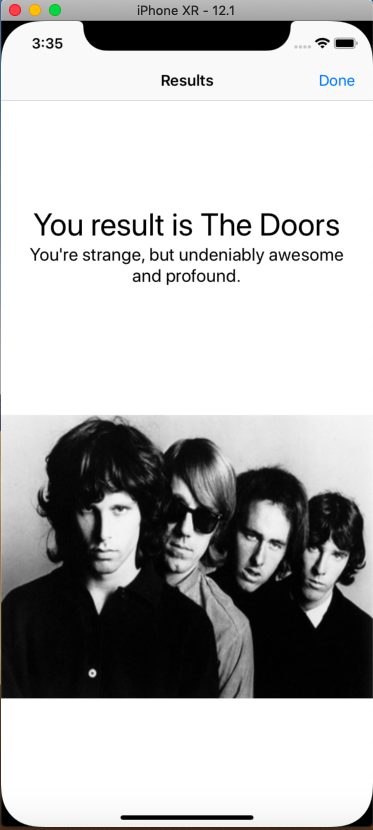 iPhone XR - 12.1
3:35
Results
Done
You result is The Doors
You're strange, but undeniably awesome
and profound.